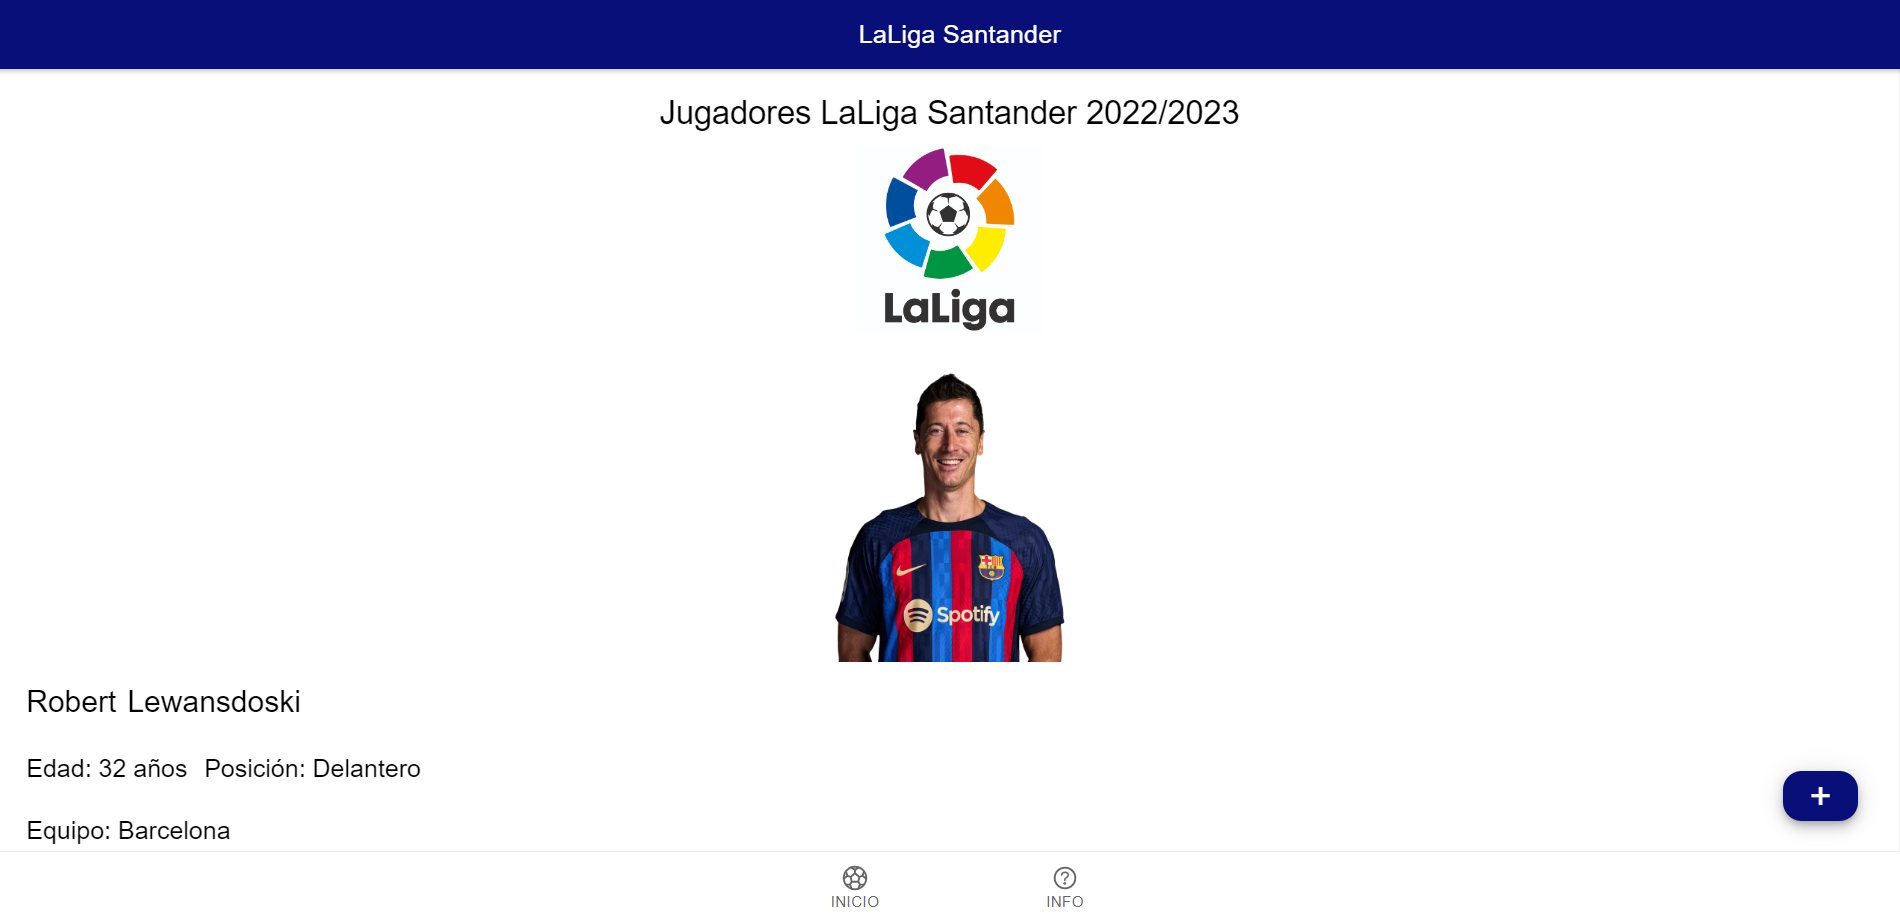 LaLiga Santander
Jugadores LaLiga Santander 2022/2023
LaLiga
Spotify
Robert Lewansdoski
Edad: 32 años Posición: Delantero
Equipo: Barcelona
+
INICIO
INFO